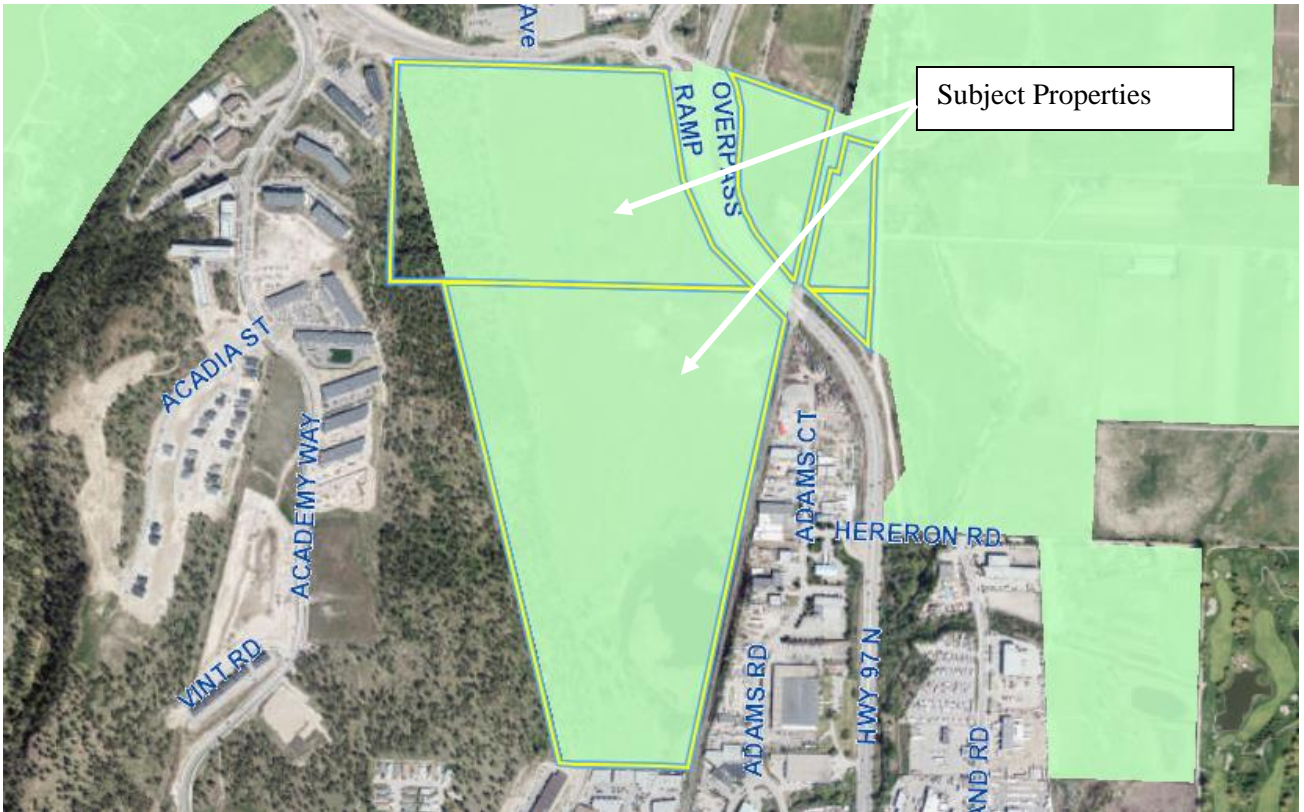 Ave
Subject Properties
OVERPASS
RAMP
ACADIA ST
ACADEMY WAY
ADAMS CT
HERERON RD
VINT RD
ADAMS RD
HWY 97 N
ND RD